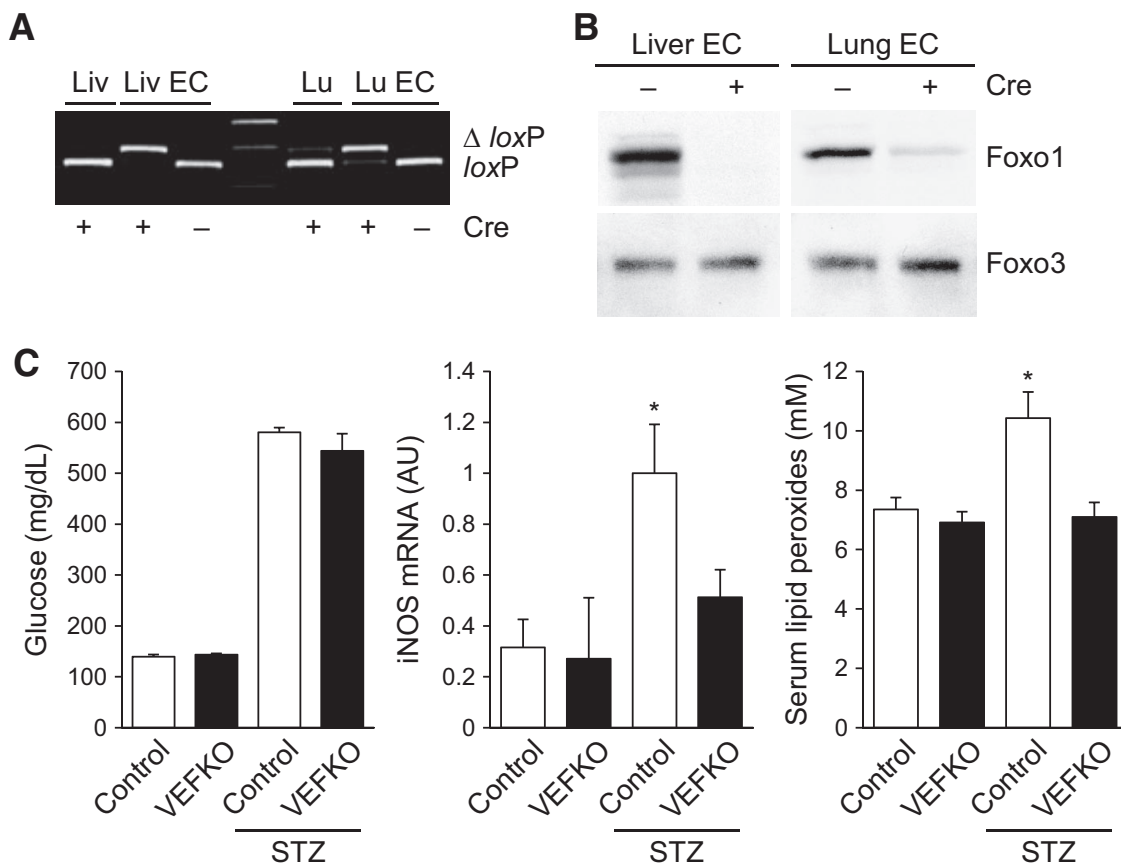 A
Liv Liv EC Lu Lu EC
Δ loxP
loxP
+ + – + + – Cre
B
Liver EC Lung EC
– + – + Cre
Foxo1
Foxo3
C
Glucose (mg/dL)
700
600
500
400
300
200
100
0
Control VEFKO Control VEFKO
STZ
iNOS mRNA (AU)
1.4
1.2
1
0.8
0.6
0.4
0.2
0
*
Control VEFKO Control VEFKO
STZ
Serum lipid peroxides (mM)
12
10
8
6
4
2
0
*
Control VEFKO Control VEFKO
STZ